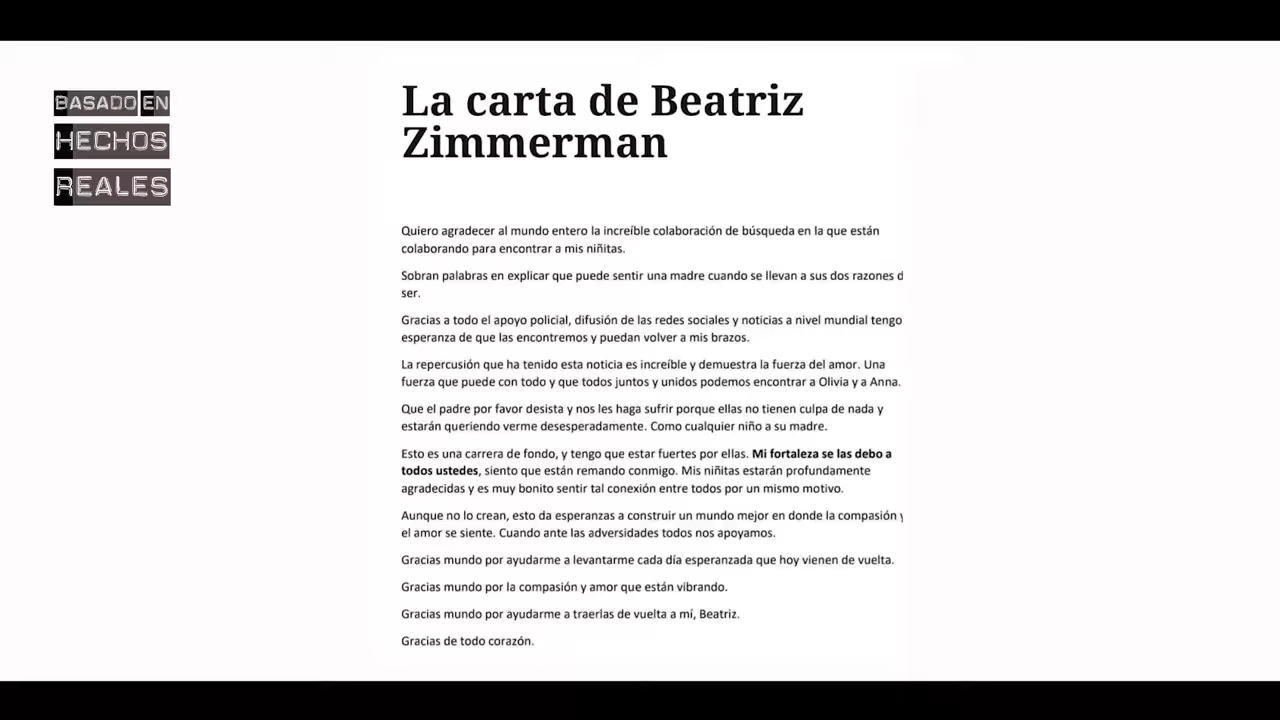 BASADO EN
HECHOS
REALES
La carta de Beatriz
Zimmerman
Quiero agradecer al mundo entero la increíble colaboración de búsqueda en la que están
colaborando para encontrar a mis niñitas.
Sobran palabras en explicar que puede sentir una madre cuando se llevan a sus dos razones d
ser.
Gracias a todo el apoyo policial, difusión de las redes sociales y noticias a nivel mundial tengo
esperanza de que las encontremos y puedan volver a mis brazos.
La repercusión que ha tenido esta noticia es increíble y demuestra la fuerza del amor. Una
fuerza que puede con todo y que todos juntos y unidos podemos encontrar a Olivia y a Anna.
Que el padre por favor desista y nos les haga sufrir porque ellas no tienen culpa de nada y
estarán queriendo verme desesperadamente. Como cualquier niño a su madre.
Esto es una carrera de fondo, y tengo que estar fuertes por ellas. Mi fortaleza se las debo a
todos ustedes, siento que están remando conmigo. Mis niñitas estarán profundamente
agradecidas y es muy bonito sentir tal conexión entre todos por un mismo motivo.
Aunque no lo crean, esto da esperanzas a construir un mundo mejor en donde la compasión y
el amor se siente. Cuando ante las adversidades todos nos apoyamos.
Gracias mundo por ayudarme a levantarme cada día esperanzada que hoy vienen de vuelta.
Gracias mundo por la compasión y amor que están vibrando.
Gracias mundo por ayudarme a traerlas de vuelta a mí, Beatriz.
Gracias de todo corazón.